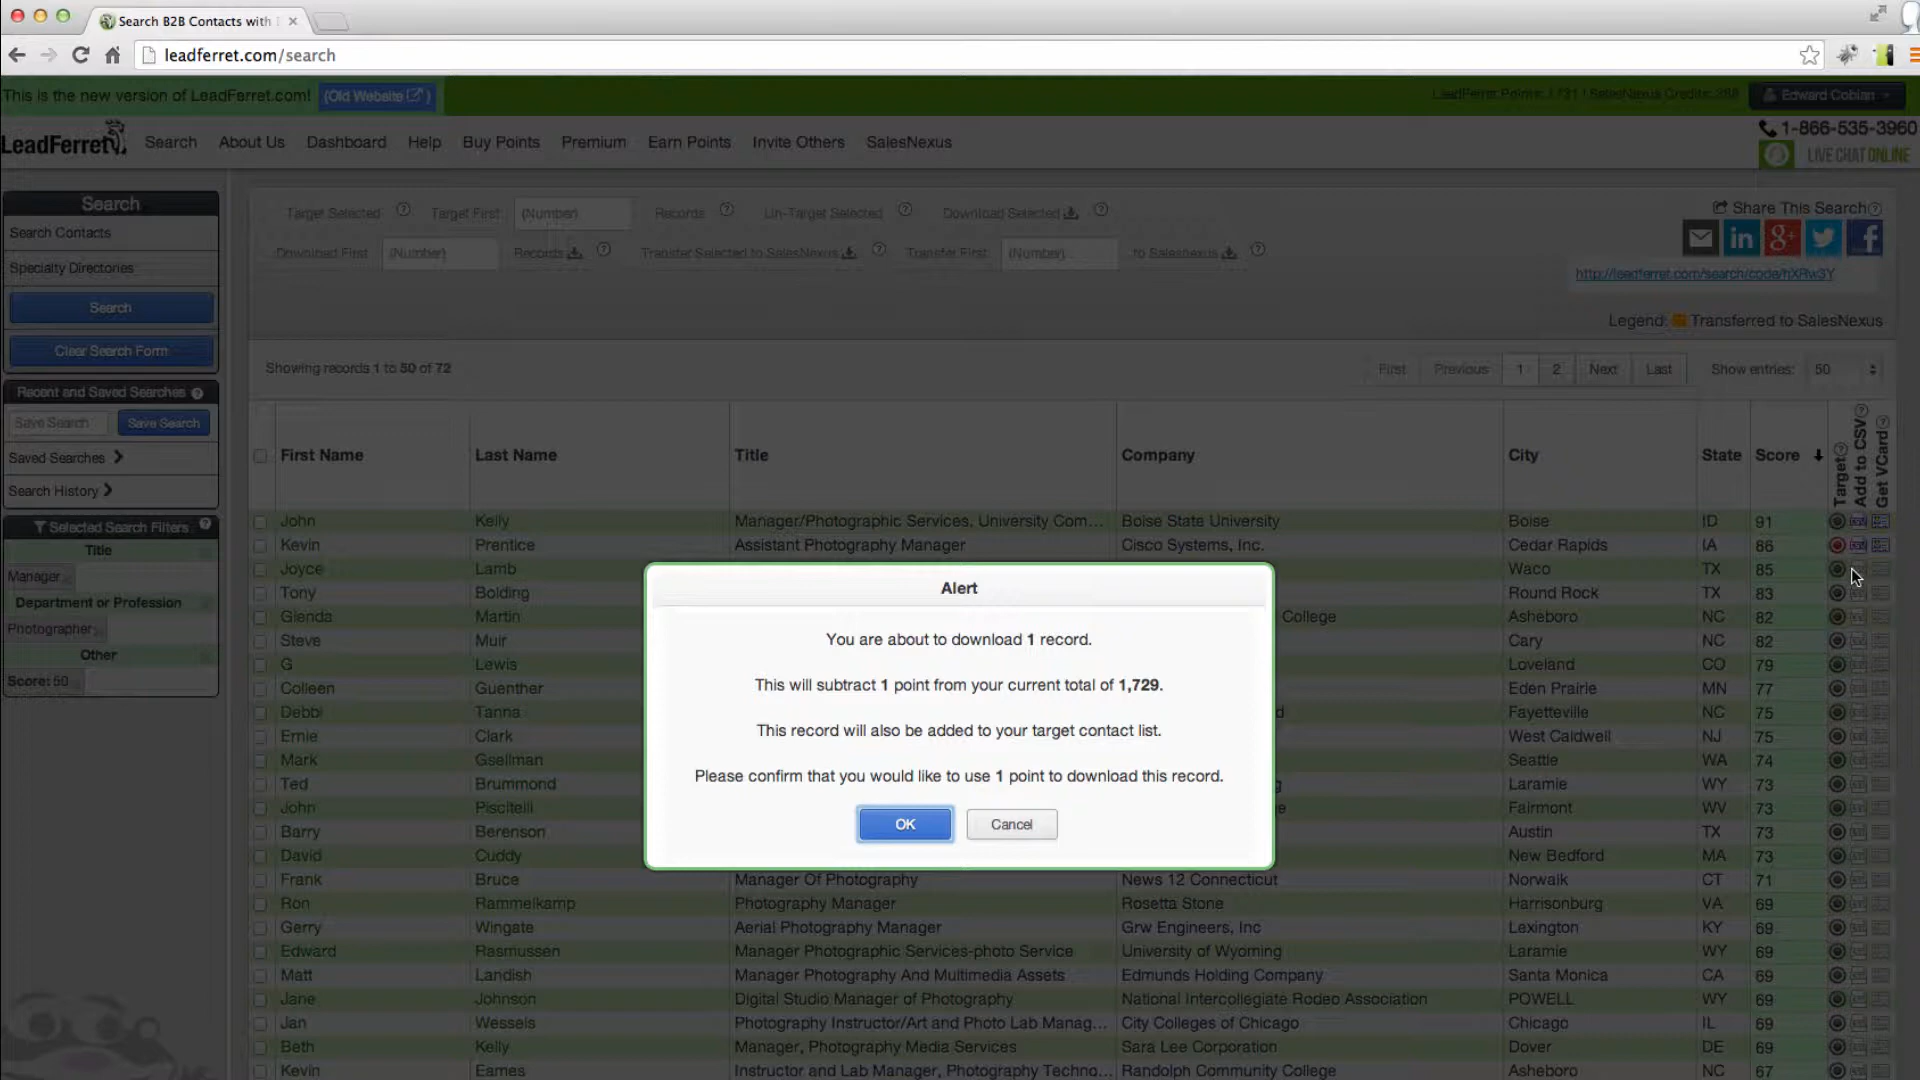 Search B2B Contacts with
leadferret.com/search
This is the new version of LeadFerret.com! (Old Website)
LeadFerret Points: 1731 | SalesNexus Credits: 388 Edward Cobian
LeadFerret Search About Us Dashboard Help Buy Points Premium Earn Points Invite Others SalesNexus
1-866-535-3960
LIVE CHAT ONLINE
Search
Search Contacts
Specialty Directories
Search
Clear Search Form
Recent and Saved Searches ?
Save Search Save Search
Saved Searches
Search History
Selected Search Filters ?
Title
Manager
Department or Profession
Photographer
Other
Score: 50
Target Selected ? Target First (Number) Records ? Un-Target Selected ? Download Selected ?
Download First (Number) Records ? Transfer Selected to SalesNexus ? Transfer First (Number) to Salesnexus ?
Share This Search ?
http://leadferret.com/search/code/hXRw3Y
Legend: Transferred to SalesNexus
Showing records 1 to 50 of 72
First Previous 1 2 Next Last Show entries: 50
First Name Last Name Title Company City State Score Target ? Add to CSV ? Get VCard ?
John Kelly Manager/Photographic Services, University Com... Boise State University Boise ID 91
Kevin Prentice Assistant Photography Manager Cisco Systems, Inc. Cedar Rapids IA 86
Joyce Lamb Waco TX 85
Tony Bolding Round Rock TX 83
Glenda Martin College Asheboro NC 82
Steve Muir Cary NC 82
G Lewis Loveland CO 79
Colleen Guenther Eden Prairie MN 77
Debbi Tanna Fayetteville NC 75
Ernie Clark West Caldwell NJ 75
Mark Gsellman Seattle WA 74
Ted Brummond Laramie WY 73
John Piscitelli Fairmont WV 73
Barry Berenson Austin TX 73
David Cuddy New Bedford MA 73
Frank Bruce Manager Of Photography News 12 Connecticut Norwalk CT 71
Ron Rammelkamp Photography Manager Rosetta Stone Harrisonburg VA 69
Gerry Wingate Aerial Photography Manager Grw Engineers, Inc Lexington KY 69
Edward Rasmussen Manager Photographic Services-photo Service University of Wyoming Laramie WY 69
Matt Landish Manager Photography And Multimedia Assets Edmunds Holding Company Santa Monica CA 69
Jane Johnson Digital Studio Manager of Photography National Intercollegiate Rodeo Association POWELL WY 69
Jan Wessels Photography Instructor/Art and Photo Lab Manag... City Colleges of Chicago Chicago IL 69
Beth Kelly Manager, Photography Media Services Sara Lee Corporation Dover DE 69
Kevin Eames Instructor and Lab Manager, Photography Techno... Randolph Community College Asheboro NC 67
Alert
You are about to download 1 record.
This will subtract 1 point from your current total of 1,729.
This record will also be added to your target contact list.
Please confirm that you would like to use 1 point to download this record.
OK Cancel